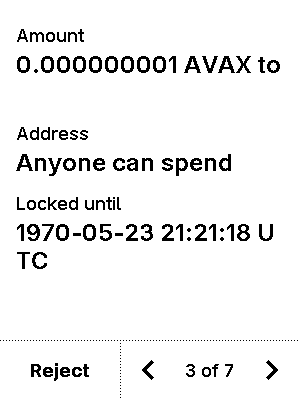 Amount
0.000000001 AVAX to
Address
Anyone can spend
Locked until
1970-05-23 21:21:18 U
TC
Reject
3 of 7